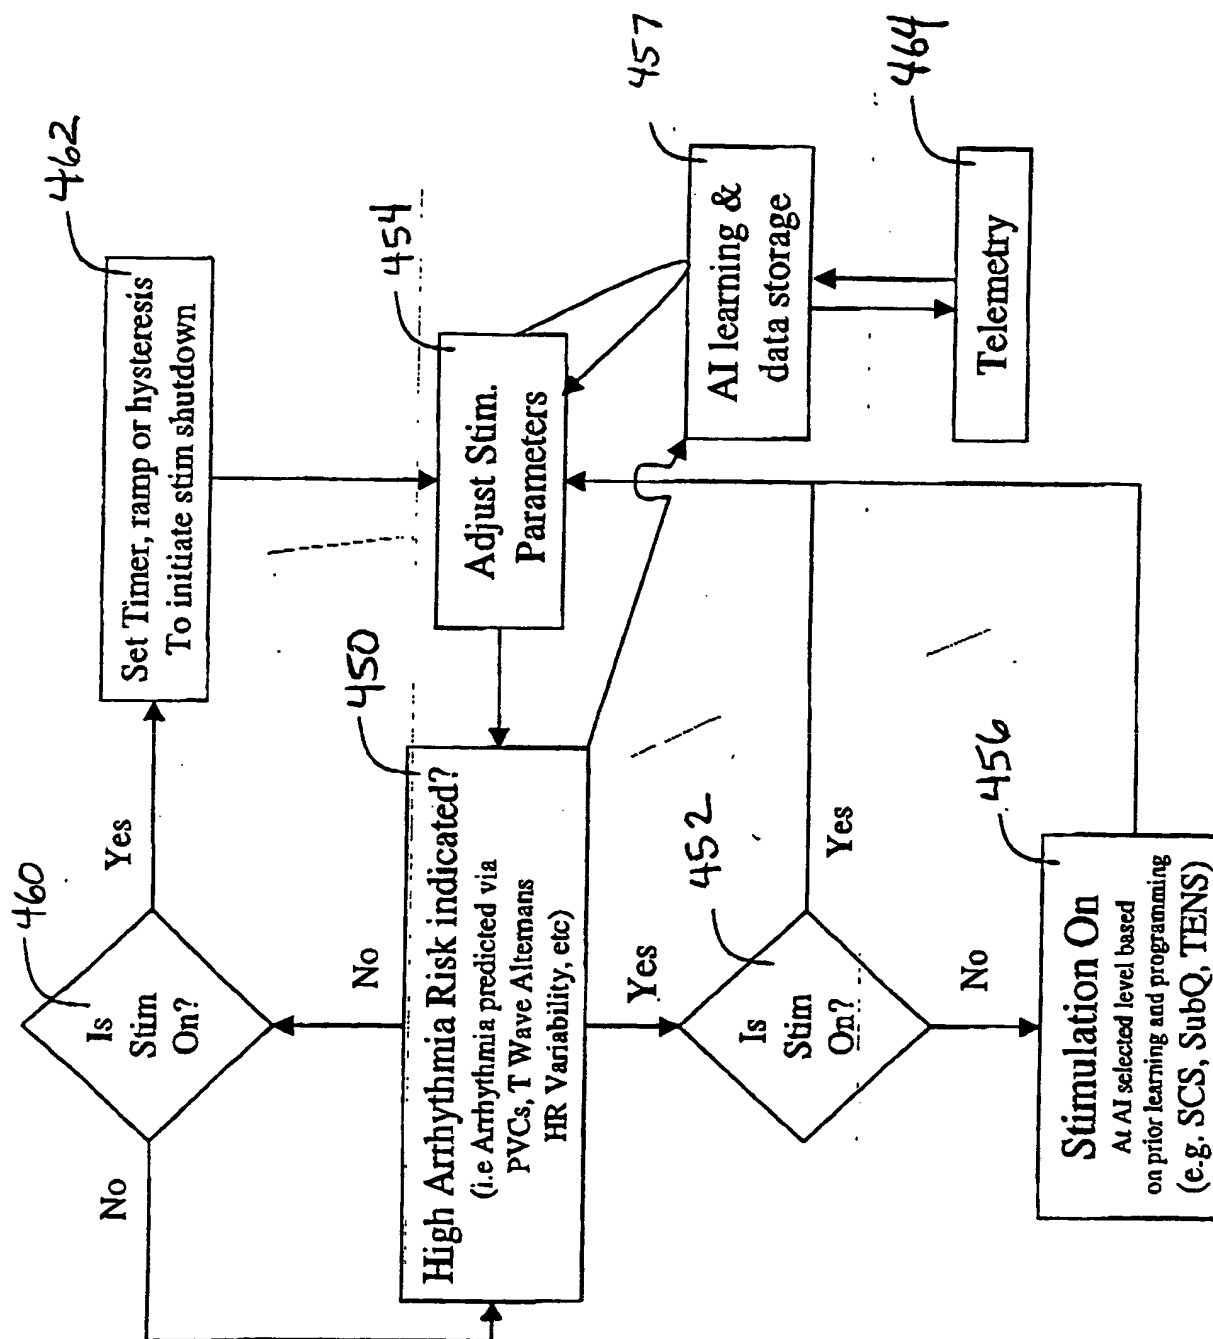 462
Set Timer, ramp or hysteresis
To initiate stim shutdown
460
Is
Stim
On?
Yes
No
No
454
Adjust Stim.
Parameters
450
High Arrhythmia Risk indicated?
(i.e Arrhythmia predicted via
PVCs, T Wave Alternans
HR Variability, etc)
457
AI learning &
data storage
464
Telemetry
Yes
452
Is
Stim
On?
Yes
No
456
Stimulation On
At AI selected level based
on prior learning and programming
(e.g. SCS, SubQ, TENS)